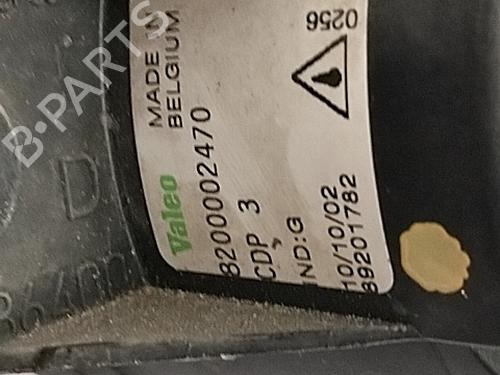 B·PARTS
Valeo
MADE IN
BELGIUM
8200002470
CDP, 3
IND:G
10/10/02
89201782
0256
D